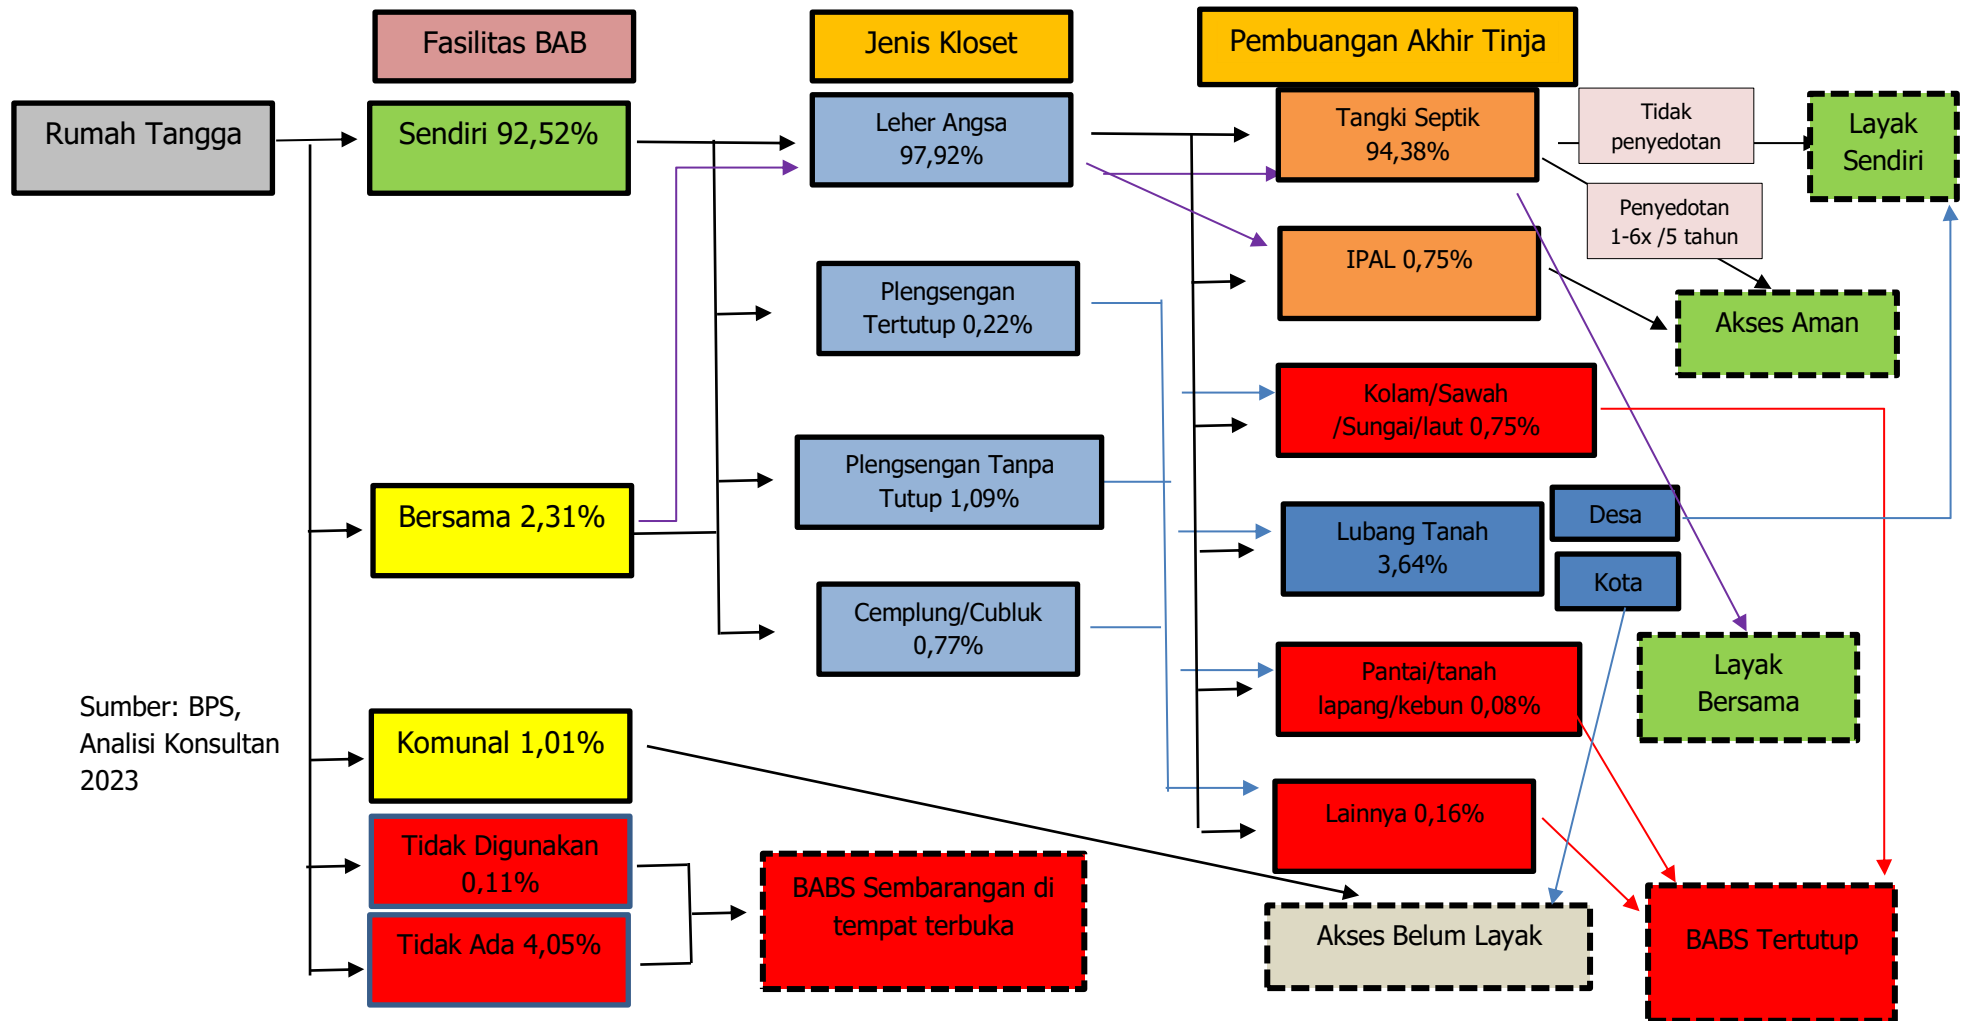 Fasilitas BAB
Jenis Kloset
Pembuangan Akhir Tinja
Rumah Tangga
Sendiri 92,52%
Leher Angsa
97,92%
Tangki Septik
94,38%
Tidak
penyedotan
Layak
Sendiri
Penyedotan
1-6x /5 tahun
IPAL 0,75%
Plengsengan
Tertutup 0,22%
Akses Aman
Kolam/Sawah
/Sungai/laut 0,75%
Plengsengan Tanpa
Tutup 1,09%
Bersama 2,31%
Lubang Tanah
3,64%
Desa
Kota
Cemplung/Cubluk
0,77%
Pantai/tanah
lapang/kebun 0,08%
Layak
Bersama
Sumber: BPS,
Analisi Konsultan
2023
Komunal 1,01%
Lainnya 0,16%
Tidak Digunakan
0,11%
Tidak Ada 4,05%
BABS Sembarangan di
tempat terbuka
Akses Belum Layak
BABS Tertutup